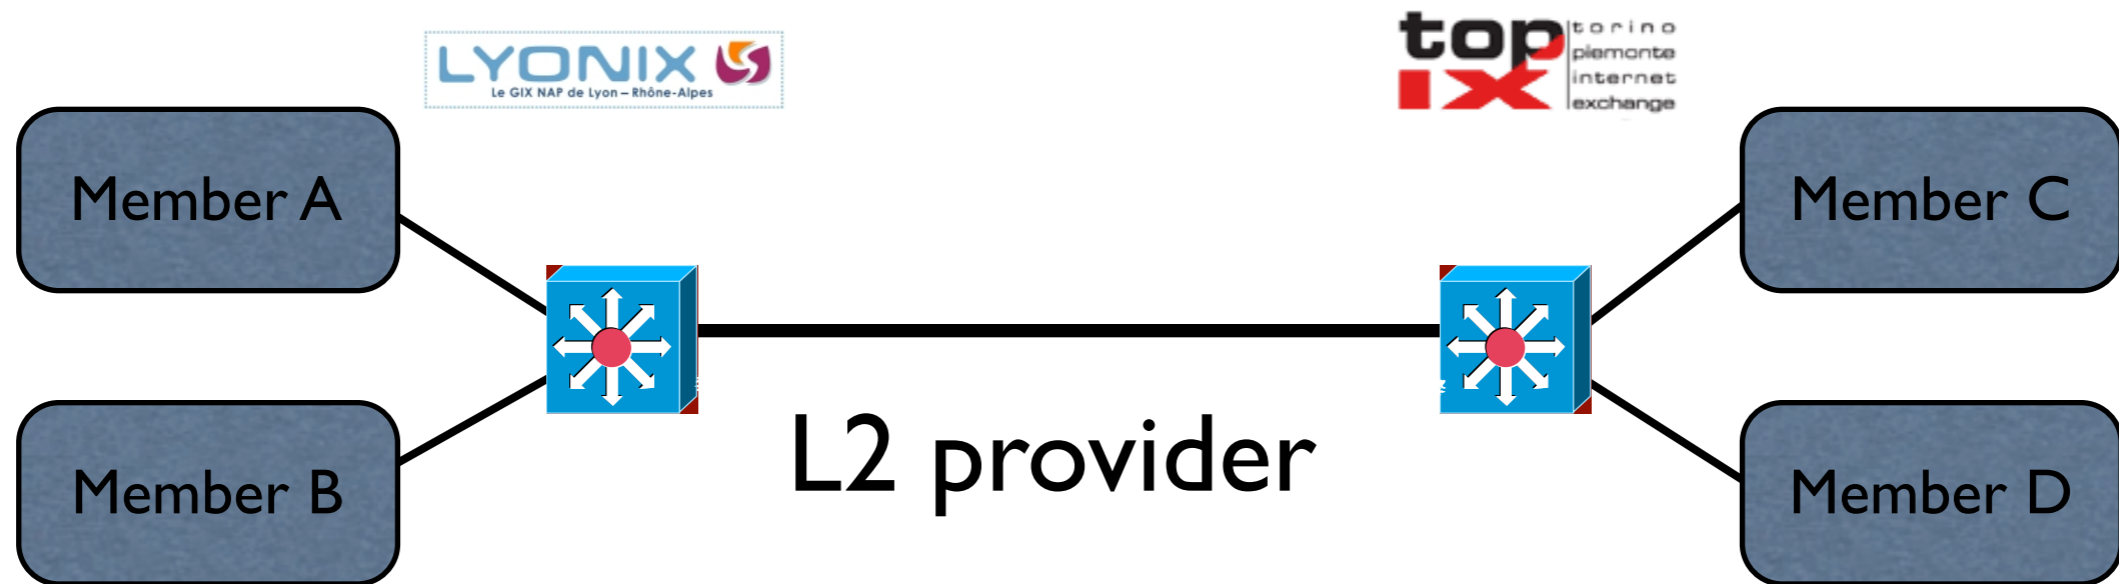 LYONIX
Le GIX NAP de Lyon – Rhône-Alpes
top
IX
torino
piemonte
internet
exchange
Member A
Member C
L2 provider
Member B
Member D